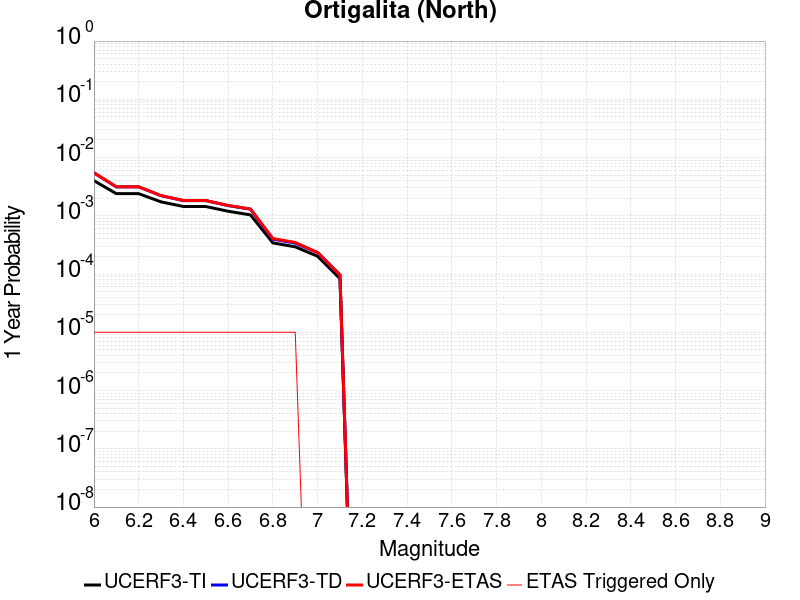 Ortigalita (North)
10^0
10^-1
10^-2
10^-3
10^-4
10^-5
10^-6
10^-7
10^-8
1 Year Probability
6 6.2 6.4 6.6 6.8 7 7.2 7.4 7.6 7.8 8 8.2 8.4 8.6 8.8 9
Magnitude
UCERF3-TI UCERF3-TD UCERF3-ETAS ETAS Triggered Only